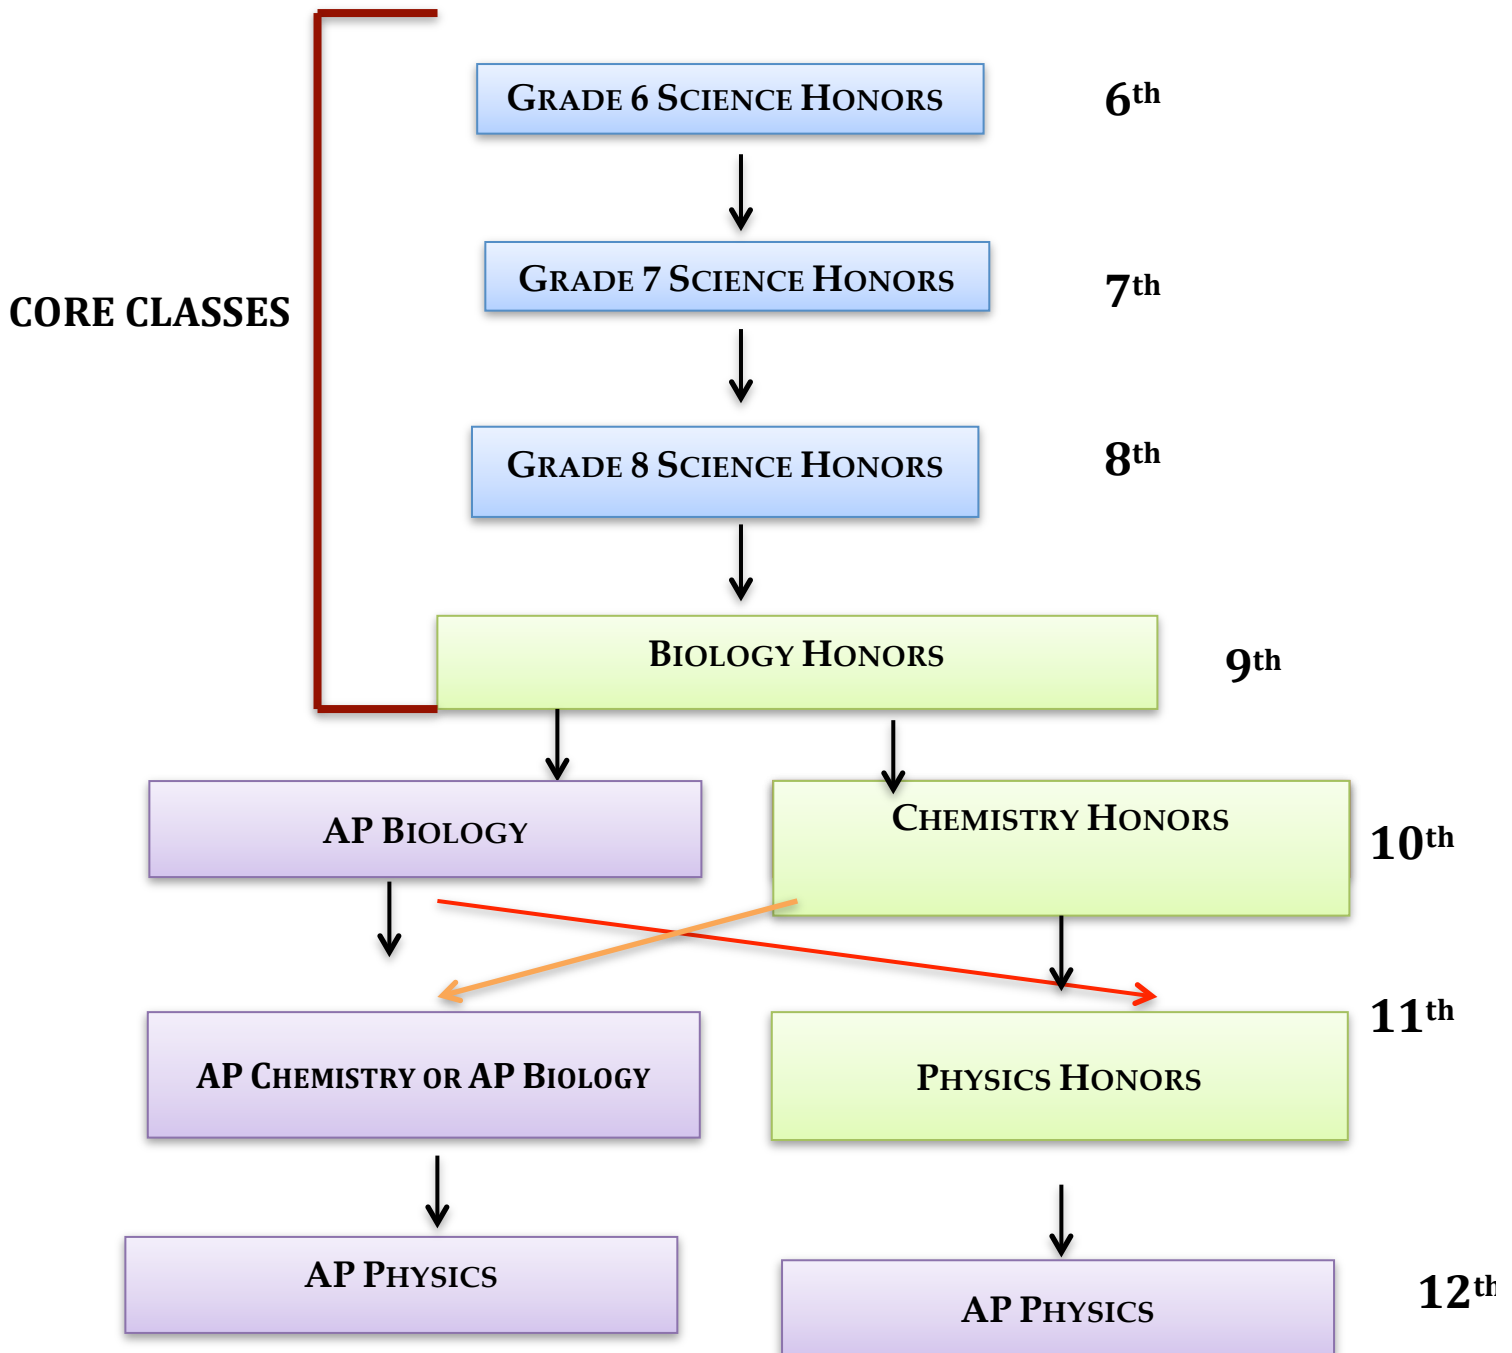 GRADE 6 SCIENCE HONORS
6th
GRADE 7 SCIENCE HONORS
7th
CORE CLASSES
GRADE 8 SCIENCE HONORS
8th
BIOLOGY HONORS
9th
AP BIOLOGY
CHEMISTRY HONORS
10th
11th
AP CHEMISTRY OR AP BIOLOGY
PHYSICS HONORS
AP PHYSICS
AP PHYSICS
12th